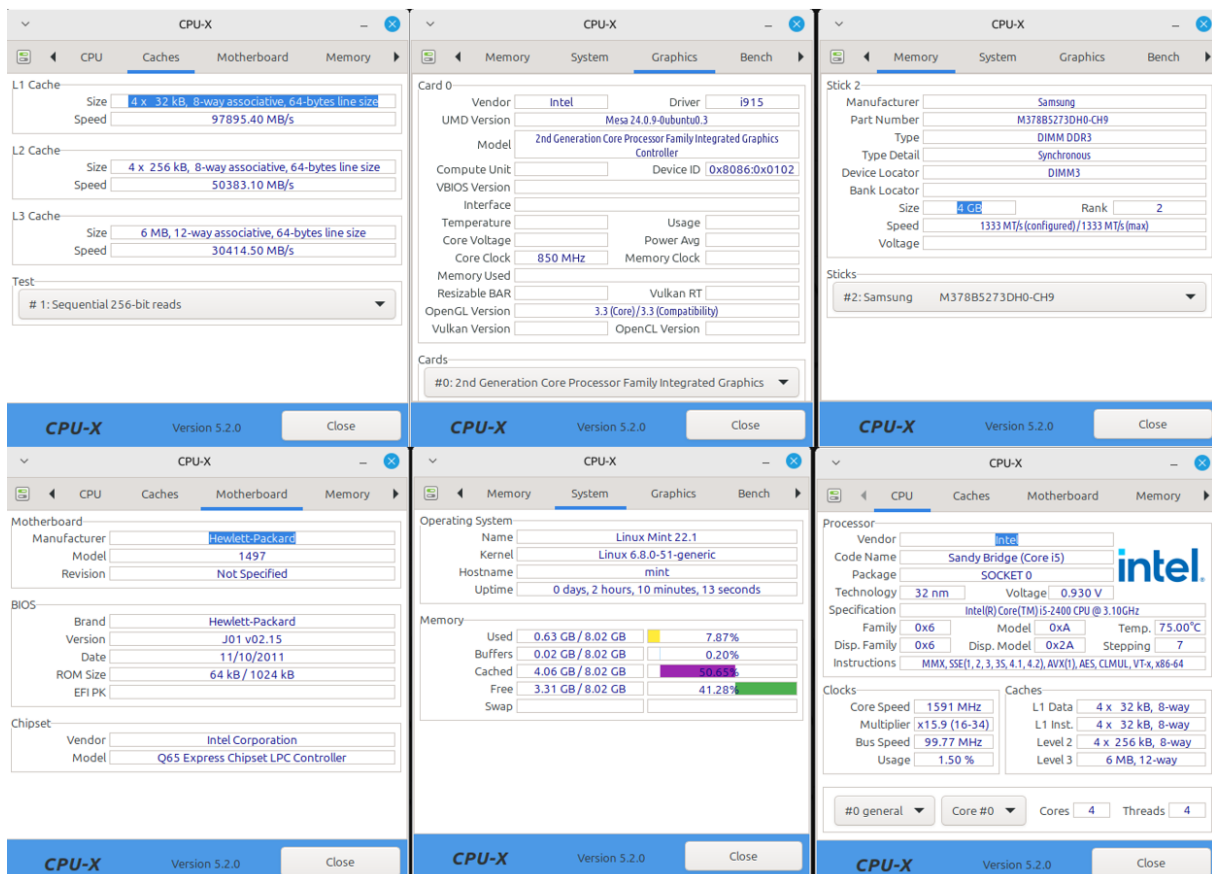 CPU-X
CPU Caches Motherboard Memory
L1 Cache
Size 4 x 32 kB, 8-way associative, 64-bytes line size
Speed 97895.40 MB/s
L2 Cache
Size 4 x 256 kB, 8-way associative, 64-bytes line size
Speed 50383.10 MB/s
L3 Cache
Size 6 MB, 12-way associative, 64-bytes line size
Speed 30414.50 MB/s
Test
# 1: Sequential 256-bit reads
CPU-X Version 5.2.0 Close
CPU-X
Memory System Graphics Bench
Card 0
Vendor Intel Driver i915
UMD Version Mesa 24.0.9-0ubuntu0.3
Model 2nd Generation Core Processor Family Integrated Graphics
Controller
Compute Unit Device ID 0x8086:0x0102
VBIOS Version
Interface
Temperature Usage
Core Voltage Power Avg
Core Clock 850 MHz Memory Clock
Memory Used
Resizable BAR Vulkan RT
OpenGL Version 3.3 (Core)/3.3 (Compatibility)
Vulkan Version OpenCL Version
Cards
#0: 2nd Generation Core Processor Family Integrated Graphics
CPU-X Version 5.2.0 Close
CPU-X
Memory System Graphics Bench
Stick 2
Manufacturer Samsung
Part Number M378B5273DH0-CH9
Type DIMM DDR3
Type Detail Synchronous
Device Locator DIMM3
Bank Locator
Size 4 GB Rank 2
Speed 1333 MT/s (configured) / 1333 MT/s (max)
Voltage
Sticks
#2: Samsung M378B5273DH0-CH9
CPU-X Version 5.2.0 Close
CPU-X
CPU Caches Motherboard Memory
Motherboard
Manufacturer Hewlett-Packard
Model 1497
Revision Not Specified
BIOS
Brand Hewlett-Packard
Version J01 v02.15
Date 11/10/2011
ROM Size 64 kB / 1024 kB
EFI PK
Chipset
Vendor Intel Corporation
Model Q65 Express Chipset LPC Controller
CPU-X Version 5.2.0 Close
CPU-X
Memory System Graphics Bench
Operating System
Name Linux Mint 22.1
Kernel Linux 6.8.0-51-generic
Hostname mint
Uptime 0 days, 2 hours, 10 minutes, 13 seconds
Memory
Used 0.63 GB / 8.02 GB 7.87%
Buffers 0.02 GB / 8.02 GB 0.20%
Cached 4.06 GB / 8.02 GB 50.65%
Free 3.31 GB / 8.02 GB 41.28%
Swap
CPU-X Version 5.2.0 Close
CPU-X
CPU Caches Motherboard Memory
Processor
Vendor Intel
Code Name Sandy Bridge (Core i5)
intel.
Package SOCKET 0
Technology 32 nm Voltage 0.930 V
Specification Intel(R) Core(TM) i5-2400 CPU @ 3.10GHz
Family 0x6 Model 0xA Temp. 75.00°C
Disp. Family 0x6 Disp. Model 0x2A Stepping 7
Instructions MMX, SSE(1, 2, 3, 3S, 4.1, 4.2), AVX(1), AES, CLMUL, VT-x, x86-64
Clocks
Core Speed 1591 MHz
Multiplier x15.9 (16-34)
Bus Speed 99.77 MHz
Usage 1.50 %
Caches
L1 Data 4 x 32 kB, 8-way
L1 Inst. 4 x 32 kB, 8-way
Level 2 4 x 256 kB, 8-way
Level 3 6 MB, 12-way
#0 general Core #0 Cores 4 Threads 4
CPU-X Version 5.2.0 Close